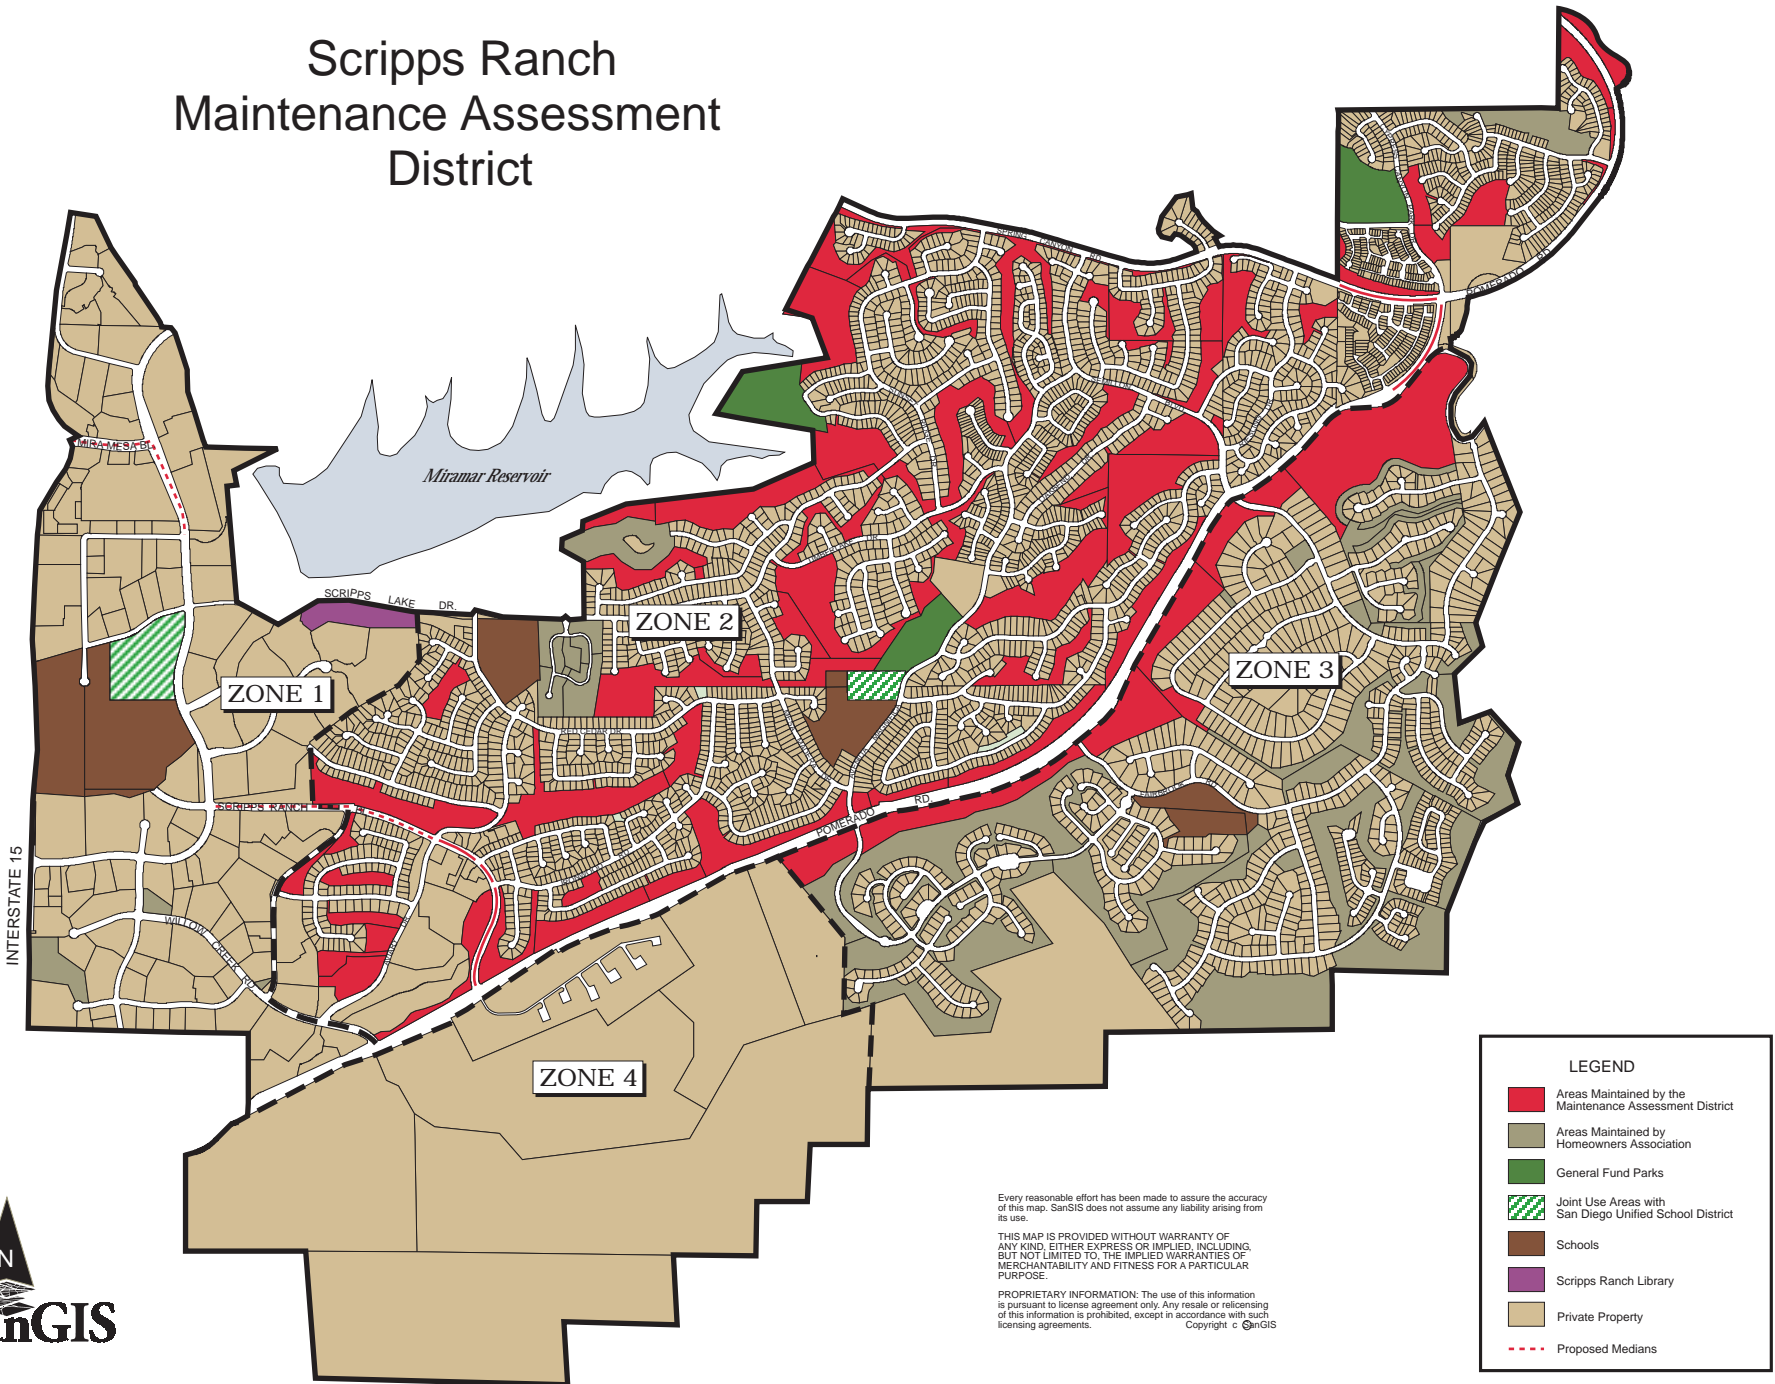 Scripps Ranch
Maintenance Assessment
District
SPRING CANYON RD.
POMERADO RD.
MIRA MESA BL.
Miramar Reservoir
SCRIPPS LAKE DR.
TIMBERLAKE DR.
ZONE 2
ZONE 1
ZONE 3
RED CEDAR DR.
SCRIPPS RANCH
POMERADO RD.
FAIRBROOK RD.
INTERSTATE 15
WILLOW CREEK RD.
ZONE 4
N
nGIS
Every reasonable effort has been made to assure the accuracy
of this map. SanSIS does not assume any liability arising from
its use.
THIS MAP IS PROVIDED WITHOUT WARRANTY OF
ANY KIND, EITHER EXPRESS OR IMPLIED, INCLUDING,
BUT NOT LIMITED TO, THE IMPLIED WARRANTIES OF
MERCHANTABILITY AND FITNESS FOR A PARTICULAR
PURPOSE.
PROPRIETARY INFORMATION: The use of this information
is pursuant to license agreement only. Any resale or relicensing
of this information is prohibited, except in accordance with such
licensing agreements. Copyright c SanGIS
LEGEND
Areas Maintained by the
Maintenance Assessment District
Areas Maintained by
Homeowners Association
General Fund Parks
Joint Use Areas with
San Diego Unified School District
Schools
Scripps Ranch Library
Private Property
Proposed Medians